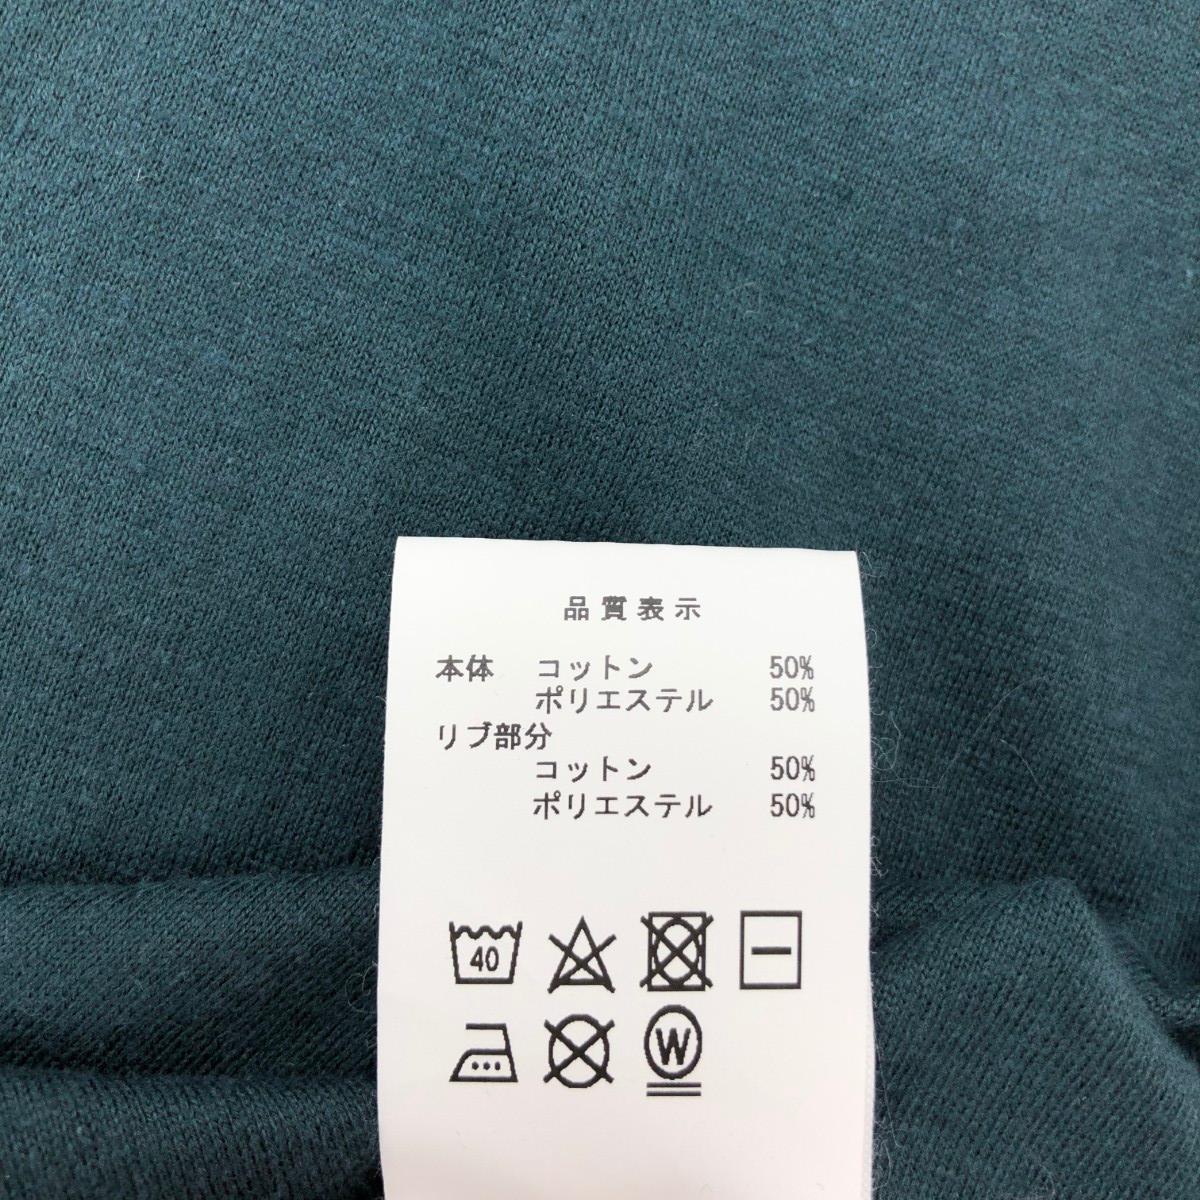 品質表示
本体 コットン 50%
ポリエステル 50%
リブ部分
コットン 50%
ポリエステル 50%
40
W